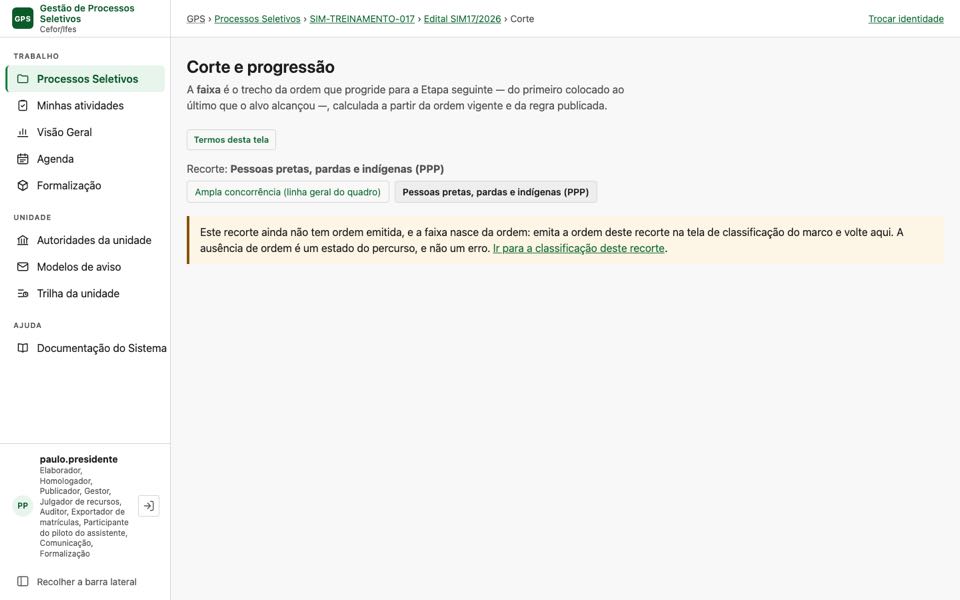 GPS
Gestão de Processos
Seletivos
Cefor/Ifes
GPS › Processos Seletivos › SIM-TREINAMENTO-017 › Edital SIM17/2026 › Corte
Trocar identidade
TRABALHO
Processos Seletivos
Minhas atividades
Visão Geral
Agenda
Formalização
UNIDADE
Autoridades da unidade
Modelos de aviso
Trilha da unidade
AJUDA
Documentação do Sistema
PP
paulo.presidente
Elaborador,
Homologador,
Publicador, Gestor,
Julgador de recursos,
Auditor, Exportador de
matrículas, Participante
do piloto do assistente,
Comunicação,
Formalização
Recolher a barra lateral
Corte e progressão
A faixa é o trecho da ordem que progride para a Etapa seguinte — do primeiro colocado ao
último que o alvo alcançou —, calculada a partir da ordem vigente e da regra publicada.
Termos desta tela
Recorte: Pessoas pretas, pardas e indígenas (PPP)
Ampla concorrência (linha geral do quadro)
Pessoas pretas, pardas e indígenas (PPP)
Este recorte ainda não tem ordem emitida, e a faixa nasce da ordem: emita a ordem deste recorte na tela de classificação do marco e volte aqui. A
ausência de ordem é um estado do percurso, e não um erro. Ir para a classificação deste recorte.